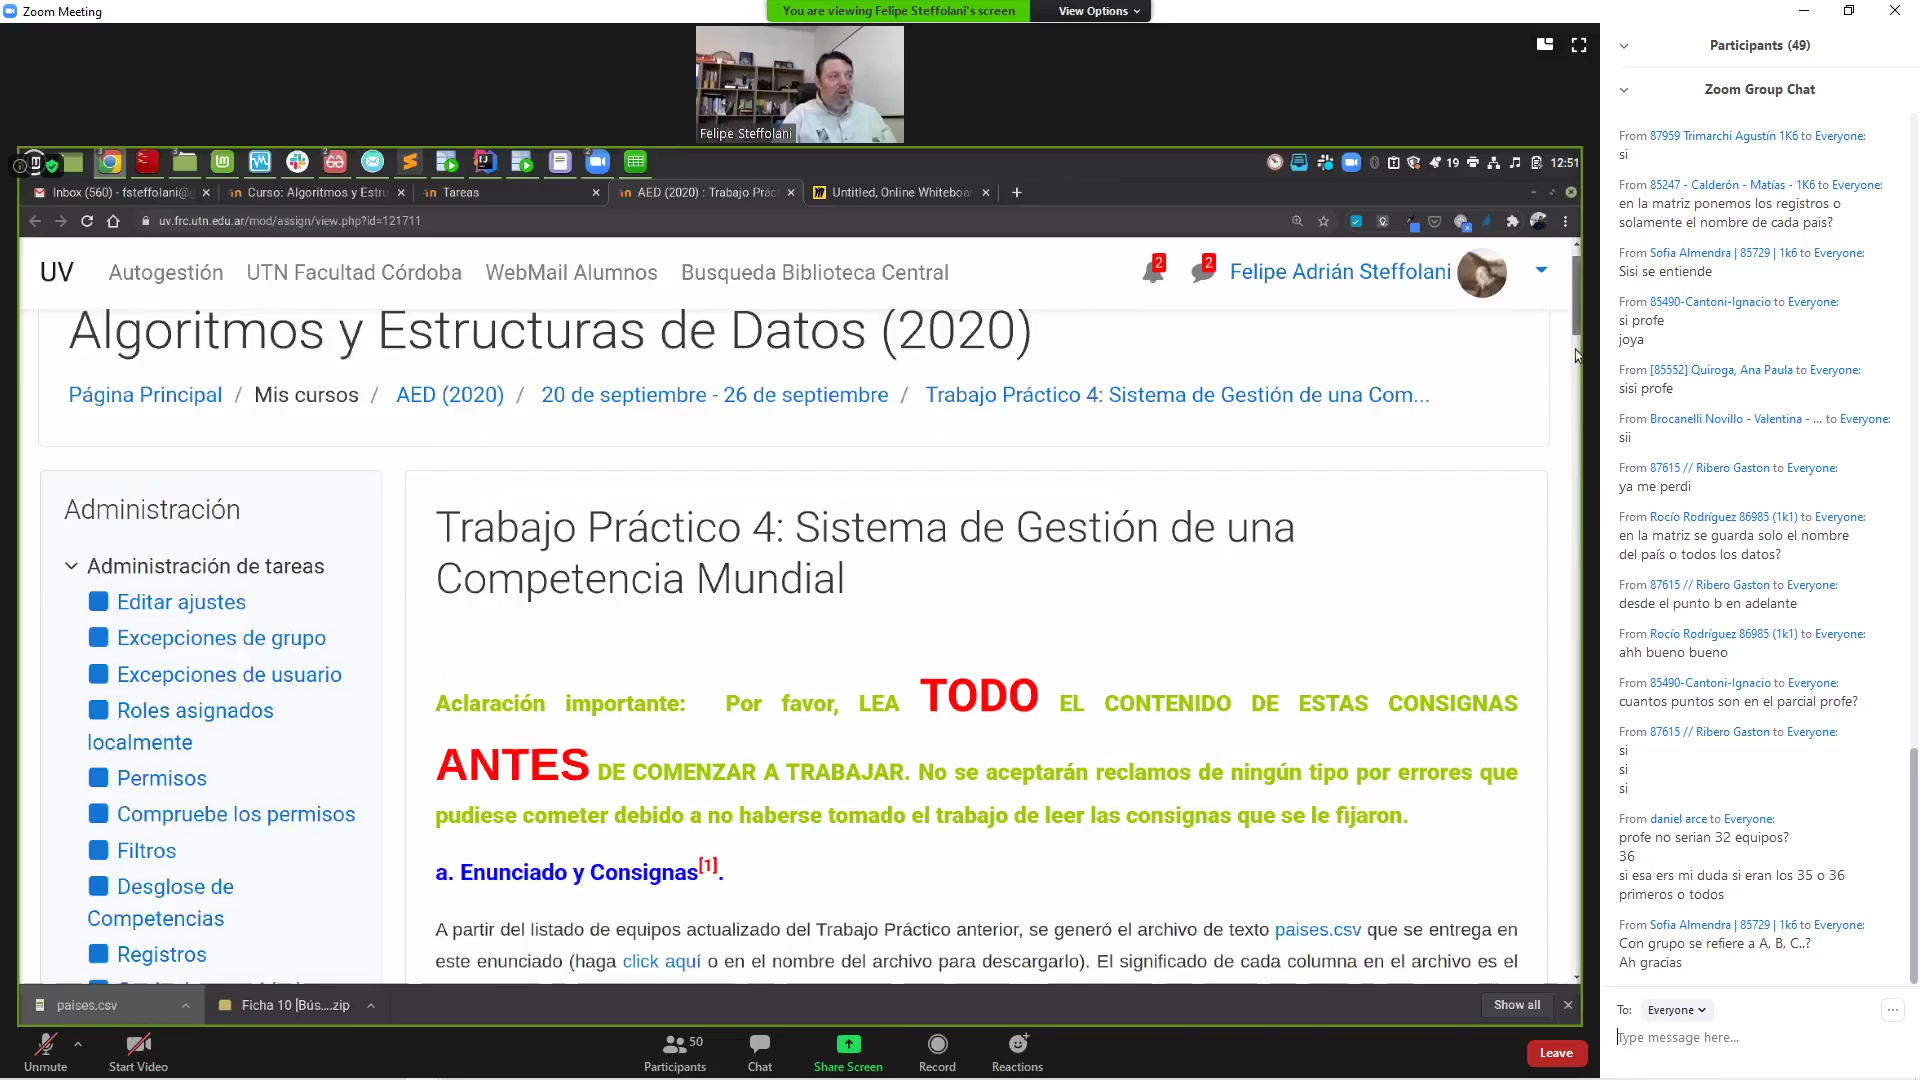 Zoom Meeting
You are viewing Felipe Steffolani's screen
View Options
Felipe Steffolani
3
3
2
2
19
12:51
Inbox (560) - fsteffolani@
Curso: Algoritmos y Estru
Tareas
AED (2020) : Trabajo Prác
Untitled, Online Whiteboar
uv.frc.utn.edu.ar/mod/assign/view.php?id=121711
UV
Autogestión
UTN Facultad Córdoba
WebMail Alumnos
Busqueda Biblioteca Central
2
2
Felipe Adrián Steffolani
Algoritmos y Estructuras de Datos (2020)
Página Principal / Mis cursos / AED (2020) / 20 de septiembre - 26 de septiembre / Trabajo Práctico 4: Sistema de Gestión de una Com...
Administración
Administración de tareas
Editar ajustes
Excepciones de grupo
Excepciones de usuario
Roles asignados
localmente
Permisos
Compruebe los permisos
Filtros
Desglose de
Competencias
Registros
Trabajo Práctico 4: Sistema de Gestión de una
Competencia Mundial
Aclaración importante: Por favor, LEA TODO EL CONTENIDO DE ESTAS CONSIGNAS
ANTES DE COMENZAR A TRABAJAR. No se aceptarán reclamos de ningún tipo por errores que
pudiese cometer debido a no haberse tomado el trabajo de leer las consignas que se le fijaron.
a. Enunciado y Consignas[1].
A partir del listado de equipos actualizado del Trabajo Práctico anterior, se generó el archivo de texto paises.csv que se entrega en
este enunciado (haga click aquí o en el nombre del archivo para descargarlo). El significado de cada columna en el archivo es el
paises.csv
Ficha 10 [Bús....zip
Show all
Unmute
Start Video
50
Participants
Chat
Share Screen
Record
Reactions
Leave
Participants (49)
Zoom Group Chat
From 87959 Trimarchi Agustín 1K6 to Everyone:
si
From 85247 - Calderón - Matías - 1K6 to Everyone:
en la matriz ponemos los registros o
solamente el nombre de cada pais?
From Sofia Almendra | 85729 | 1k6 to Everyone:
Sisi se entiende
From 85490-Cantoni-Ignacio to Everyone:
si profe
joya
From [85552] Quiroga, Ana Paula to Everyone:
sisi profe
From Brocanelli Novillo - Valentina - ... to Everyone:
sii
From 87615 // Ribero Gaston to Everyone:
ya me perdi
From Rocío Rodríguez 86985 (1k1) to Everyone:
en la matriz se guarda solo el nombre
del país o todos los datos?
From 87615 // Ribero Gaston to Everyone:
desde el punto b en adelante
From Rocío Rodríguez 86985 (1k1) to Everyone:
ahh bueno bueno
From 85490-Cantoni-Ignacio to Everyone:
cuantos puntos son en el parcial profe?
From 87615 // Ribero Gaston to Everyone:
si
si
si
From daniel arce to Everyone:
profe no serian 32 equipos?
36
si esa ers mi duda si eran los 35 o 36
primeros o todos
From Sofia Almendra | 85729 | 1k6 to Everyone:
Con grupo se refiere a A, B, C..?
Ah gracias
To: Everyone
Type message here...